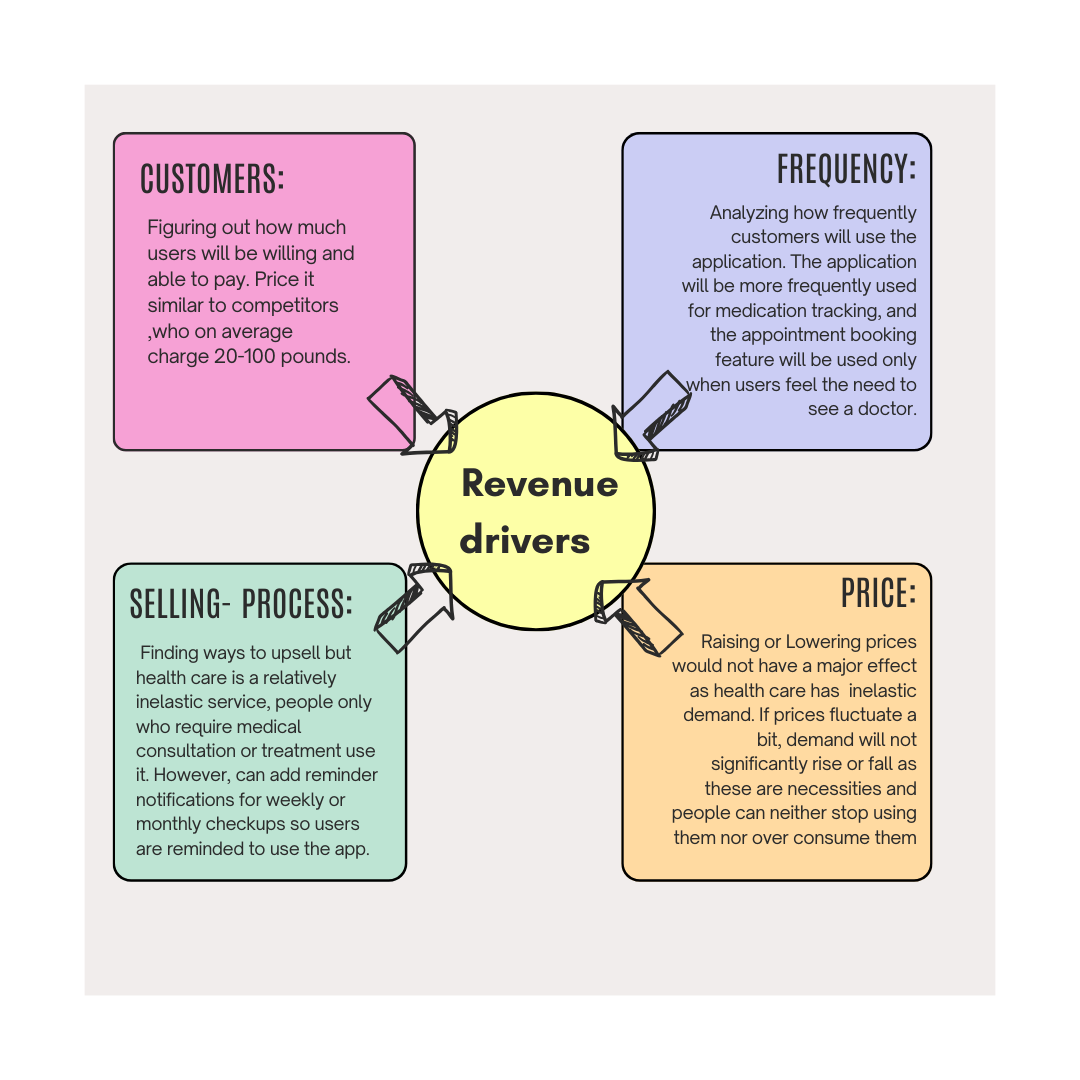 CUSTOMERS:
Figuring out how much
users will be willing and
able to pay. Price it
similar to competitors
,who on average
charge 20-100 pounds.
FREQUENCY:
Analyzing how frequently
customers will use the
application. The application
will be more frequently used
for medication tracking, and
the appointment booking
feature will be used only
when users feel the need to
see a doctor.
Revenue
drivers
SELLING- PROCESS:
Finding ways to upsell but
health care is a relatively
inelastic service, people only
who require medical
consultation or treatment use
it. However, can add reminder
notifications for weekly or
monthly checkups so users
are reminded to use the app.
PRICE:
Raising or Lowering prices
would not have a major effect
as health care has  inelastic
demand. If prices fluctuate a
bit, demand will not
significantly rise or fall as
these are necessities and
people can neither stop using
them nor over consume them